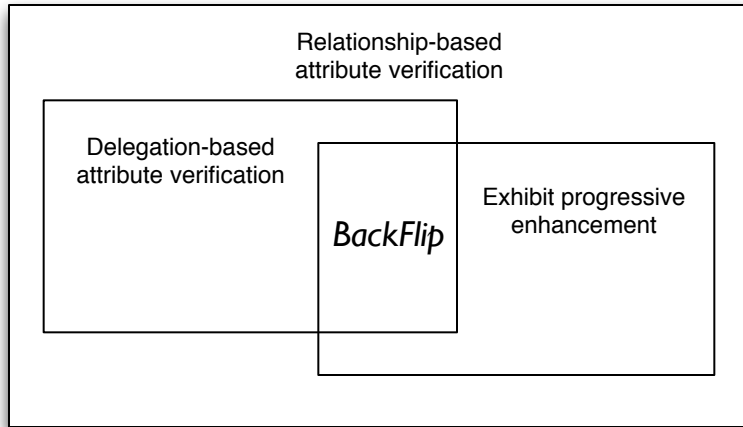 Relationship-based
attribute verification
Delegation-based
attribute verification
Exhibit progressive
enhancement
BackFlip